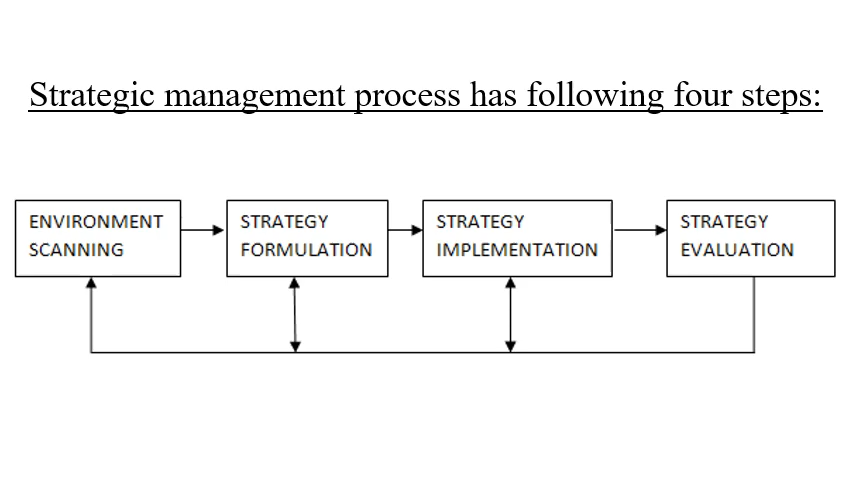 Strategic management process has following four steps:
ENVIRONMENT
SCANNING
STRATEGY
FORMULATION
STRATEGY
IMPLEMENTATION
STRATEGY
EVALUATION